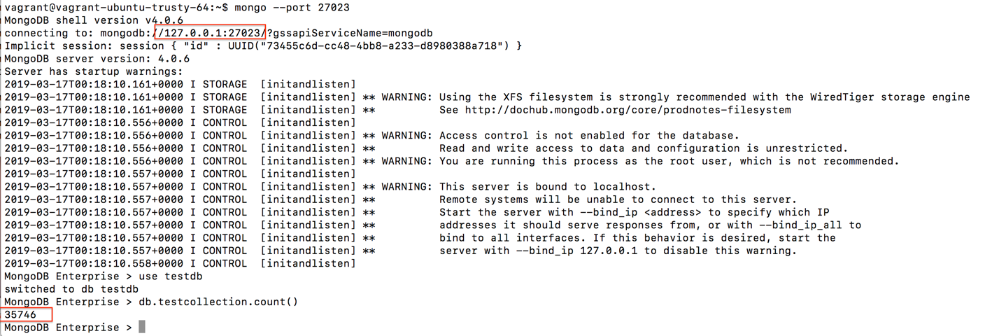 vagrant@vagrant-ubuntu-trusty-64:~$ mongo --port 27023
MongoDB shell version v4.0.6
connecting to: mongodb://127.0.0.1:27023/?gssapiServiceName=mongodb
Implicit session: session { "id" : UUID("73455c6d-cc48-4bb8-a233-d8980388a718") }
MongoDB server version: 4.0.6
Server has startup warnings:
2019-03-17T00:18:10.161+0000 I STORAGE  [initandlisten]
2019-03-17T00:18:10.161+0000 I STORAGE  [initandlisten] ** WARNING: Using the XFS filesystem is strongly recommended with the WiredTiger storage engine
2019-03-17T00:18:10.161+0000 I STORAGE  [initandlisten] **          See http://dochub.mongodb.org/core/prodnotes-filesystem
2019-03-17T00:18:10.556+0000 I CONTROL  [initandlisten]
2019-03-17T00:18:10.556+0000 I CONTROL  [initandlisten] ** WARNING: Access control is not enabled for the database.
2019-03-17T00:18:10.556+0000 I CONTROL  [initandlisten] **          Read and write access to data and configuration is unrestricted.
2019-03-17T00:18:10.556+0000 I CONTROL  [initandlisten] ** WARNING: You are running this process as the root user, which is not recommended.
2019-03-17T00:18:10.557+0000 I CONTROL  [initandlisten]
2019-03-17T00:18:10.557+0000 I CONTROL  [initandlisten] ** WARNING: This server is bound to localhost.
2019-03-17T00:18:10.557+0000 I CONTROL  [initandlisten] **          Remote systems will be unable to connect to this server.
2019-03-17T00:18:10.557+0000 I CONTROL  [initandlisten] **          Start the server with --bind_ip <address> to specify which IP
2019-03-17T00:18:10.557+0000 I CONTROL  [initandlisten] **          addresses it should serve responses from, or with --bind_ip_all to
2019-03-17T00:18:10.557+0000 I CONTROL  [initandlisten] **          bind to all interfaces. If this behavior is desired, start the
2019-03-17T00:18:10.557+0000 I CONTROL  [initandlisten] **          server with --bind_ip 127.0.0.1 to disable this warning.
2019-03-17T00:18:10.558+0000 I CONTROL  [initandlisten]
MongoDB Enterprise > use testdb
switched to db testdb
MongoDB Enterprise > db.testcollection.count()
35746
MongoDB Enterprise >